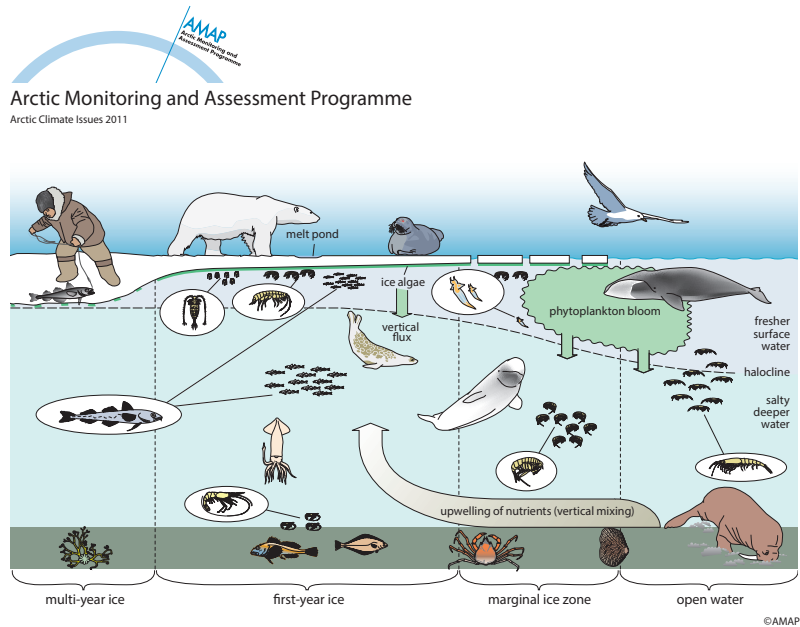 AMAP
Arctic Monitoring and
Assessment Programme
Arctic Monitoring and Assessment Programme
Arctic Climate Issues 2011
melt pond
ice algae
phytoplankton bloom
vertical
flux
fresher
surface
water
halocline
salty
deeper
water
upwelling of nutrients (vertical mixing)
multi-year ice
first-year ice
marginal ice zone
open water
©AMAP